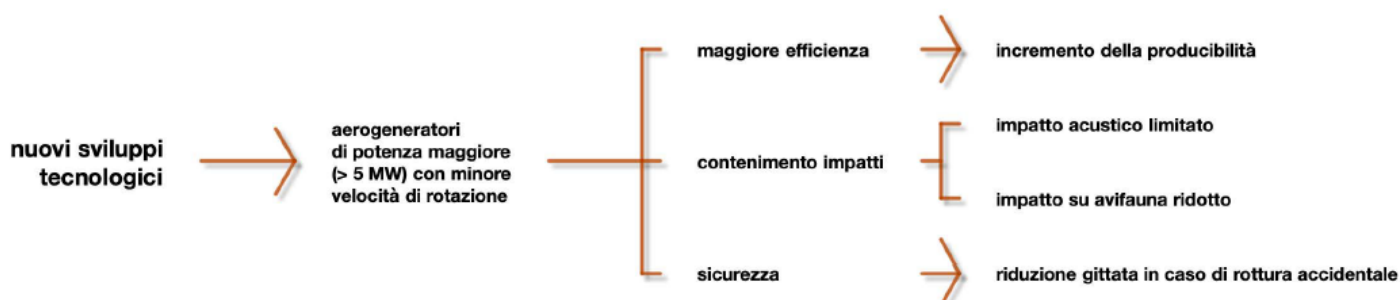 nuovi sviluppi
tecnologici
aerogeneratori
di potenza maggiore
(> 5 MW) con minore
velocità di rotazione
maggiore efficienza
incremento della producibilità
contenimento impatti
impatto acustico limitato
impatto su avifauna ridotto
sicurezza
riduzione gittata in caso di rottura accidentale